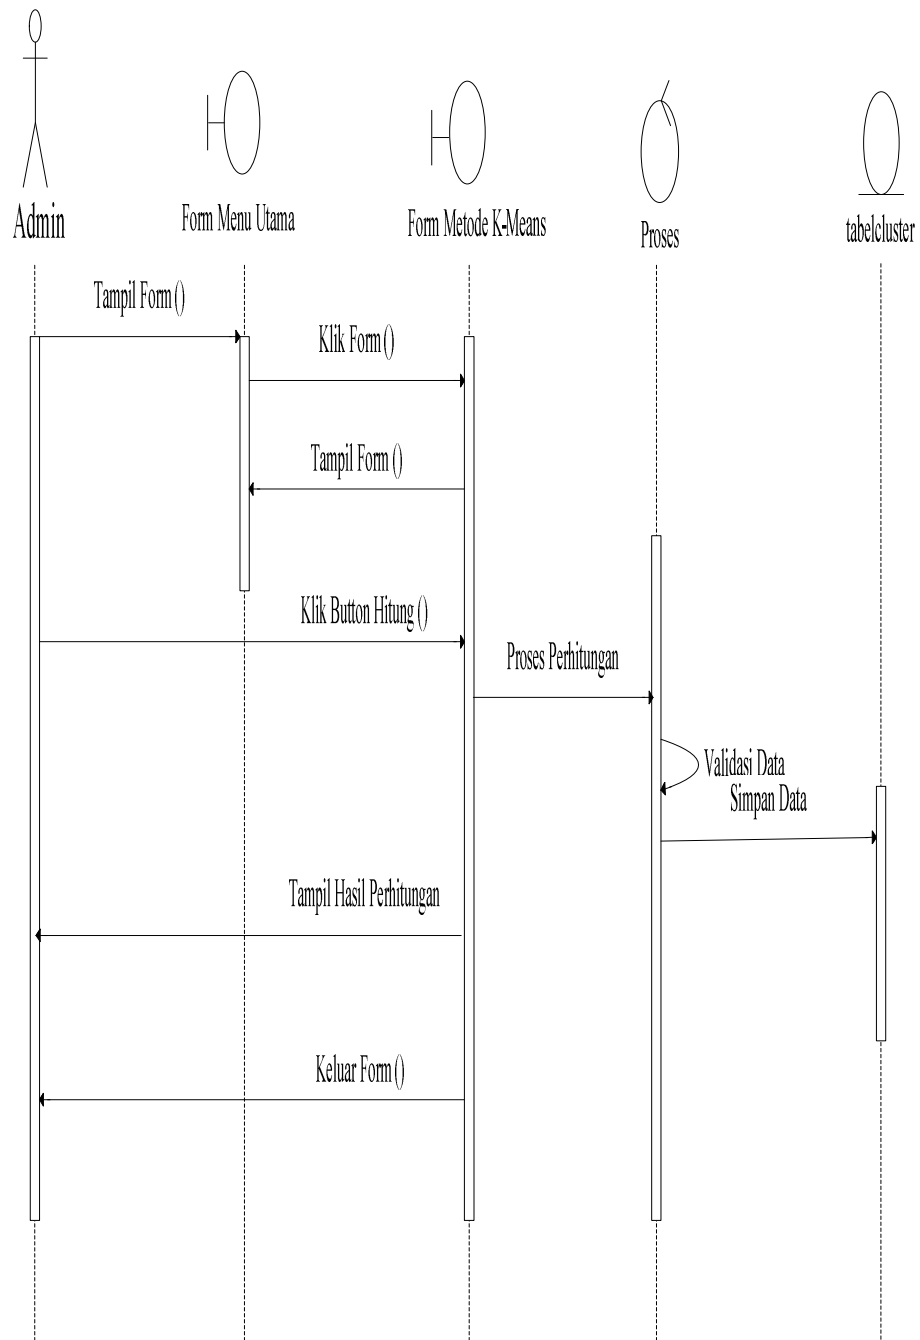 Admin
Form Menu Utama
Form Metode K-Means
Proses
tabelcluster
Tampil Form ()
Klik Form ()
Tampil Form ()
Klik Button Hitung ()
Proses Perhitungan
Validasi Data
Simpan Data
Tampil Hasil Perhitungan
Keluar Form ()